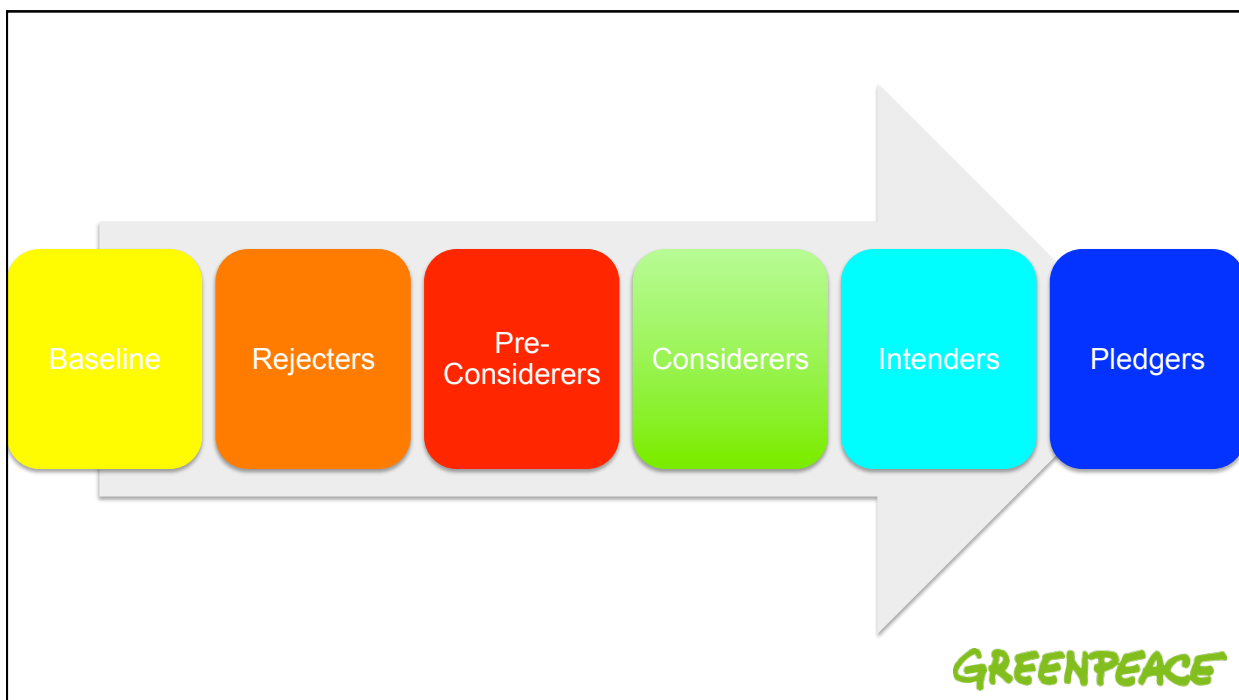 Baseline
Rejecters
Pre-
Considerers
Considerers
Intenders
Pledgers
GREENPEACE